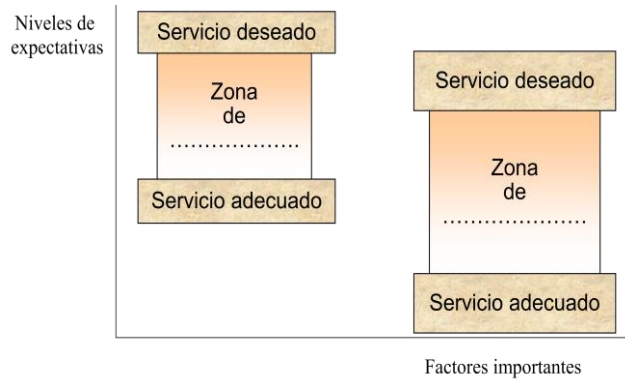 Niveles de
expectativas
Servicio deseado
Zona
de
....................
Servicio adecuado
Servicio deseado
Zona
de
......................
Servicio adecuado
Factores importantes